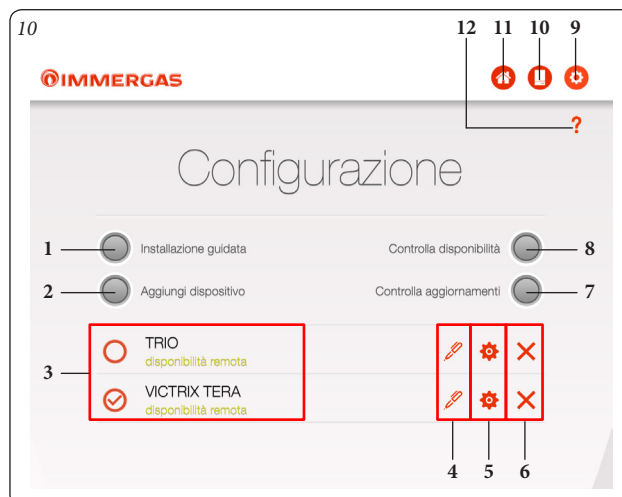 10
12 11 10 9
IMMERGAS
?
Configurazione
1 Installazione guidata Controlla disponibilità 8
2 Aggiungi dispositivo Controlla aggiornamenti 7
3
TRIO
disponibilità remota
VICTRIX TERA
disponibilità remota
4 5 6